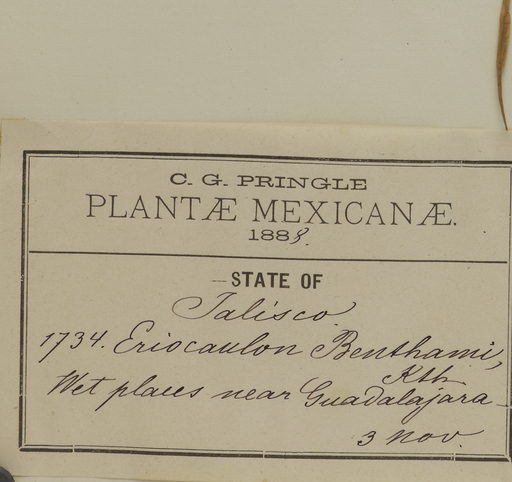 C. G. PRINGLE
PLANTÆ MEXICANÆ.
1888.
STATE OF
Jalisco
1734. Eriocaulon Benthami,
Kth
Wet places near Guadalajara
3 Nov.